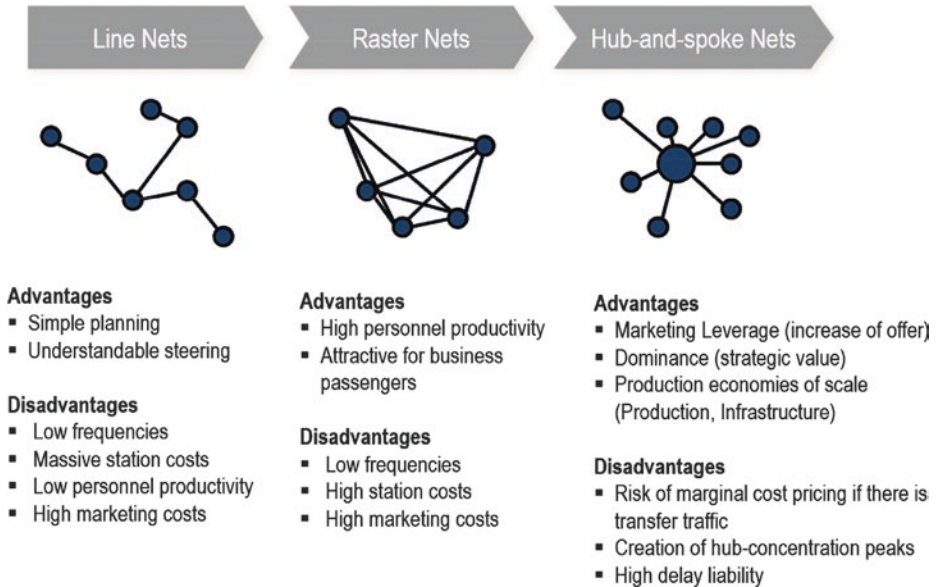 Line Nets
Raster Nets
Hub-and-spoke Nets
Advantages
▪ Simple planning
▪ Understandable steering
Disadvantages
▪ Low frequencies
▪ Massive station costs
▪ Low personnel productivity
▪ High marketing costs
Advantages
▪ High personnel productivity
▪ Attractive for business
passengers
Disadvantages
▪ Low frequencies
▪ High station costs
▪ High marketing costs
Advantages
▪ Marketing Leverage (increase of offer)
▪ Dominance (strategic value)
▪ Production economies of scale
(Production, Infrastructure)
Disadvantages
▪ Risk of marginal cost pricing if there is
transfer traffic
▪ Creation of hub-concentration peaks
▪ High delay liability